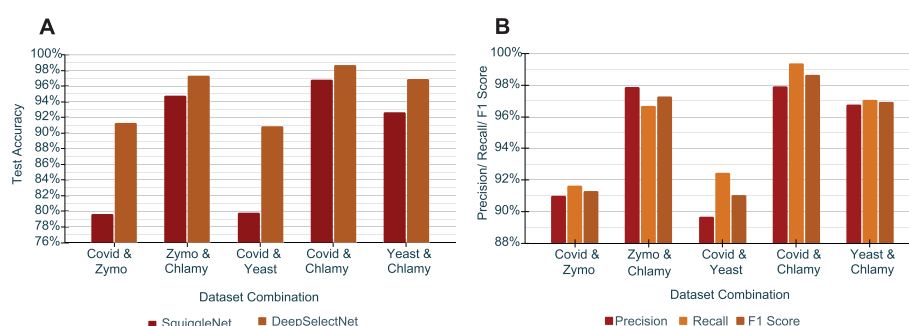 A
100%
98%
96%
94%
92%
90%
88%
86%
84%
82%
80%
78%
76%
Test Accuracy
Covid & Zymo
Zymo & Chlamy
Covid & Yeast
Covid & Chlamy
Yeast & Chlamy
Dataset Combination
SquiggleNet
DeepSelectNet
B
100%
98%
96%
94%
92%
90%
88%
Precision/ Recall/ F1 Score
Covid & Zymo
Zymo & Chlamy
Covid & Yeast
Covid & Chlamy
Yeast & Chlamy
Dataset Combination
Precision
Recall
F1 Score